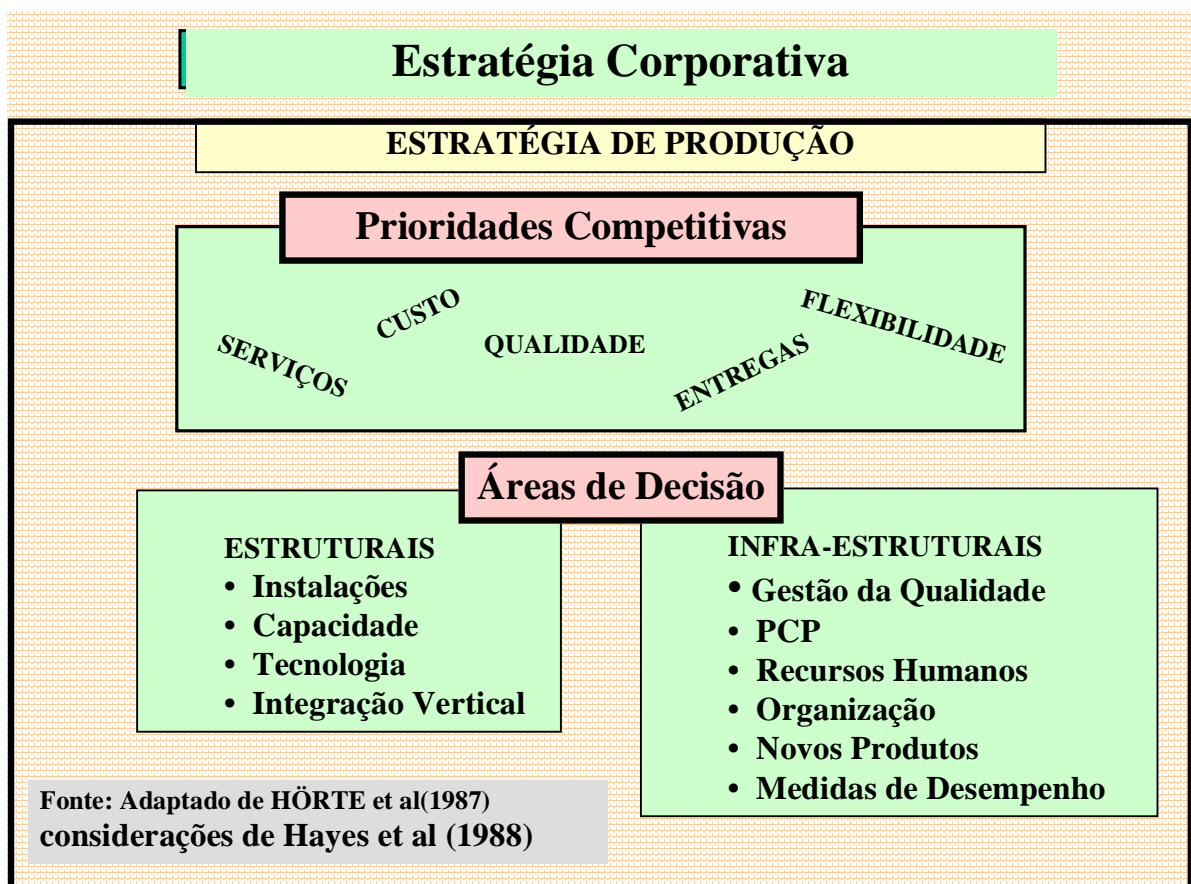 Estratégia Corporativa
ESTRATÉGIA DE PRODUÇÃO
Prioridades Competitivas
SERVIÇOS
CUSTO
QUALIDADE
ENTREGAS
FLEXIBILIDADE
Áreas de Decisão
ESTRUTURAIS
• Instalações
• Capacidade
• Tecnologia
• Integração Vertical
INFRA-ESTRUTURAIS
• Gestão da Qualidade
• PCP
• Recursos Humanos
• Organização
• Novos Produtos
• Medidas de Desempenho
Fonte: Adaptado de HÖRTE et al(1987)
considerações de Hayes et al (1988)